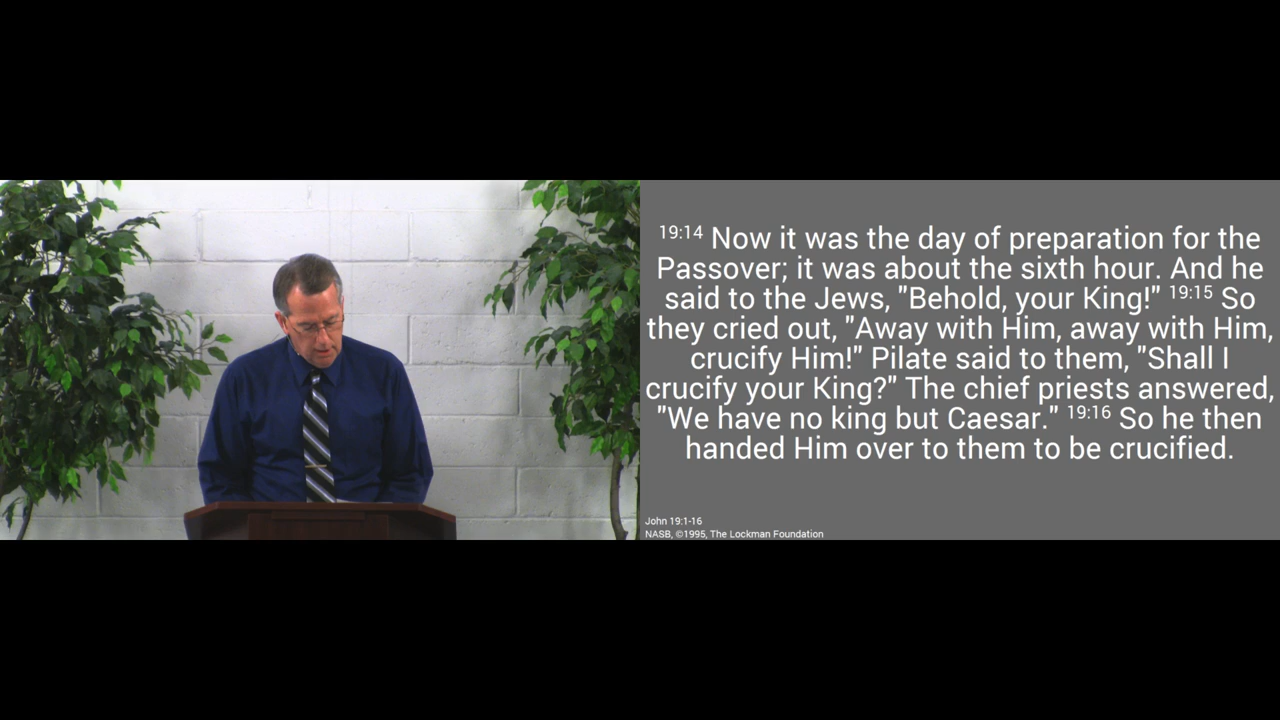 19:14 Now it was the day of preparation for the
Passover; it was about the sixth hour. And he
said to the Jews, "Behold, your King!" 19:15 So
they cried out, "Away with Him, away with Him,
crucify Him!" Pilate said to them, "Shall I
crucify your King?" The chief priests answered,
"We have no king but Caesar." 19:16 So he then
handed Him over to them to be crucified.
John 19:1-16
NASB, ©1995, The Lockman Foundation